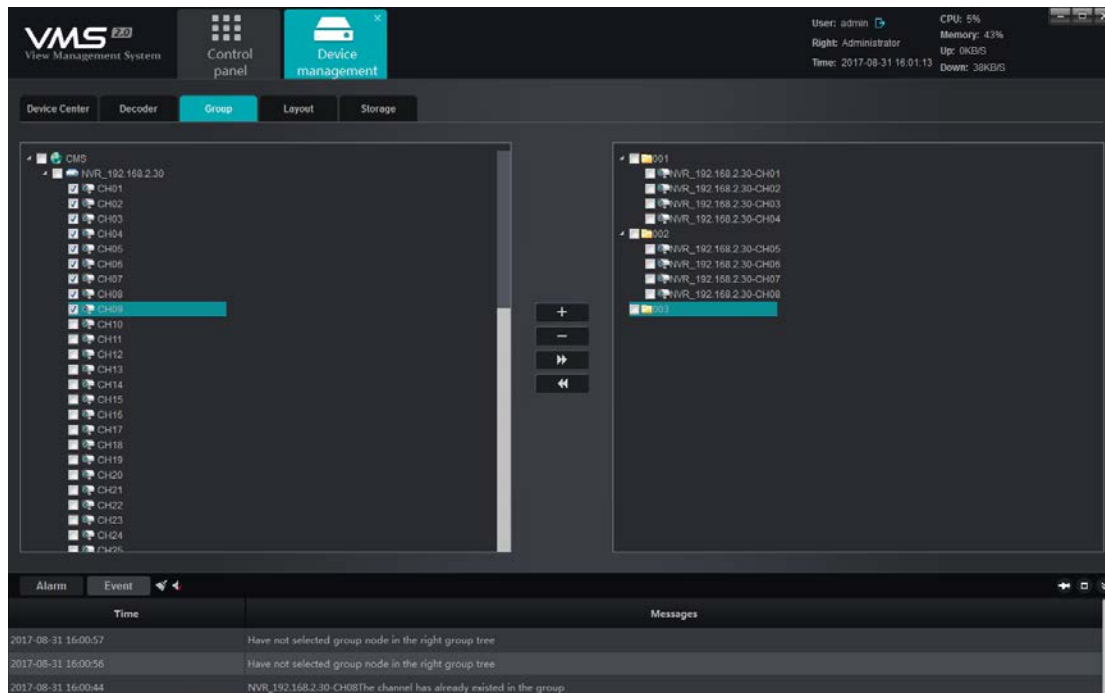 VMS 2.0
View Management System
Control panel
Device management
User: admin
Right: Administrator
Time: 2017-08-31 16:01:13
CPU: 5%
Memory: 43%
Up: 0KB/S
Down: 38KB/S
Device Center Decoder Group Layout Storage
CMS
NVR_192.168.2.30
CH01
CH02
CH03
CH04
CH05
CH06
CH07
CH08
CH09
CH10
CH11
CH12
CH13
CH14
CH15
CH16
CH17
CH18
CH19
CH20
CH21
CH22
CH23
CH24
CH25
+
−
001
NVR_192.168.2.30-CH01
NVR_192.168.2.30-CH02
NVR_192.168.2.30-CH03
NVR_192.168.2.30-CH04
002
NVR_192.168.2.30-CH05
NVR_192.168.2.30-CH06
NVR_192.168.2.30-CH07
NVR_192.168.2.30-CH08
003
Alarm Event
Time Messages
2017-08-31 16:00:57 Have not selected group node in the right group tree
2017-08-31 16:00:56 Have not selected group node in the right group tree
2017-08-31 16:00:44 NVR_192.168.2.30-CH08The channel has already existed in the group